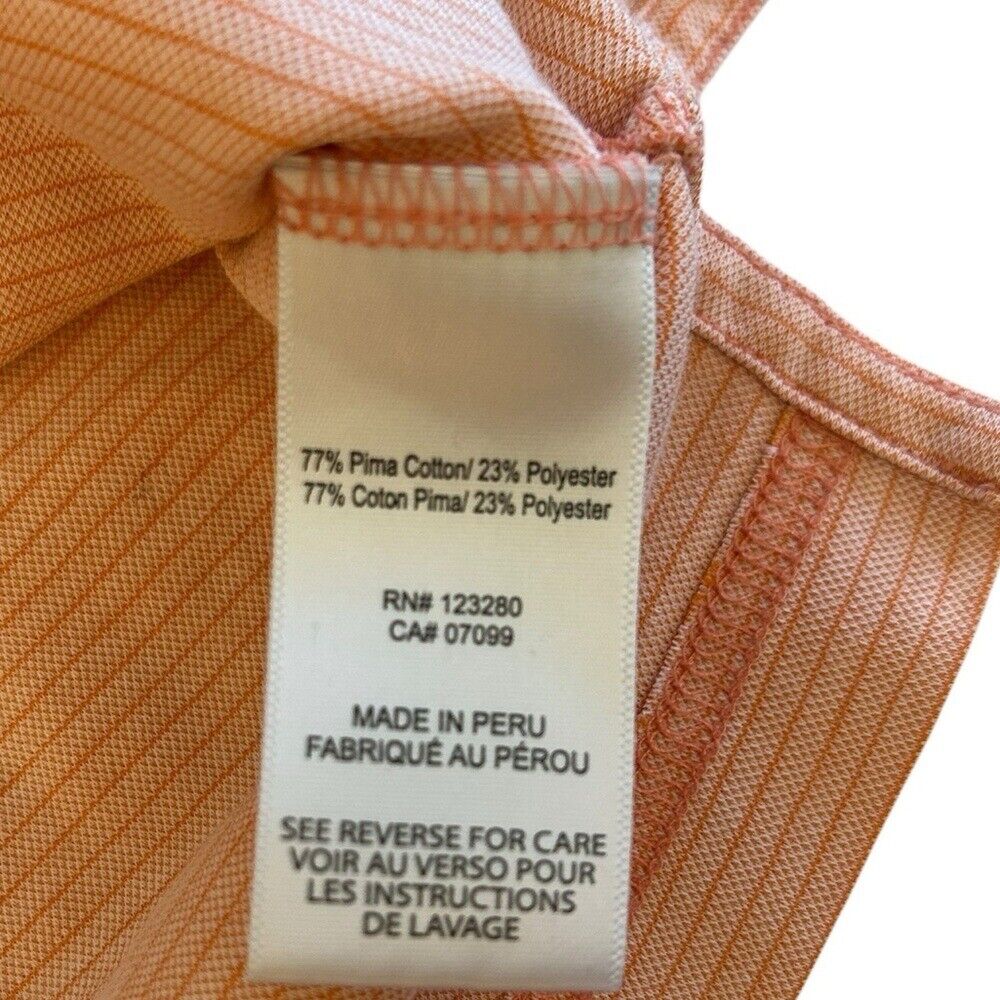 77% Pima Cotton/ 23% Polyester
77% Coton Pima/ 23% Polyester
RN# 123280
CA# 07099
MADE IN PERU
FABRIQUÉ AU PÉROU
SEE REVERSE FOR CARE
VOIR AU VERSO POUR
LES INSTRUCTIONS
DE LAVAGE